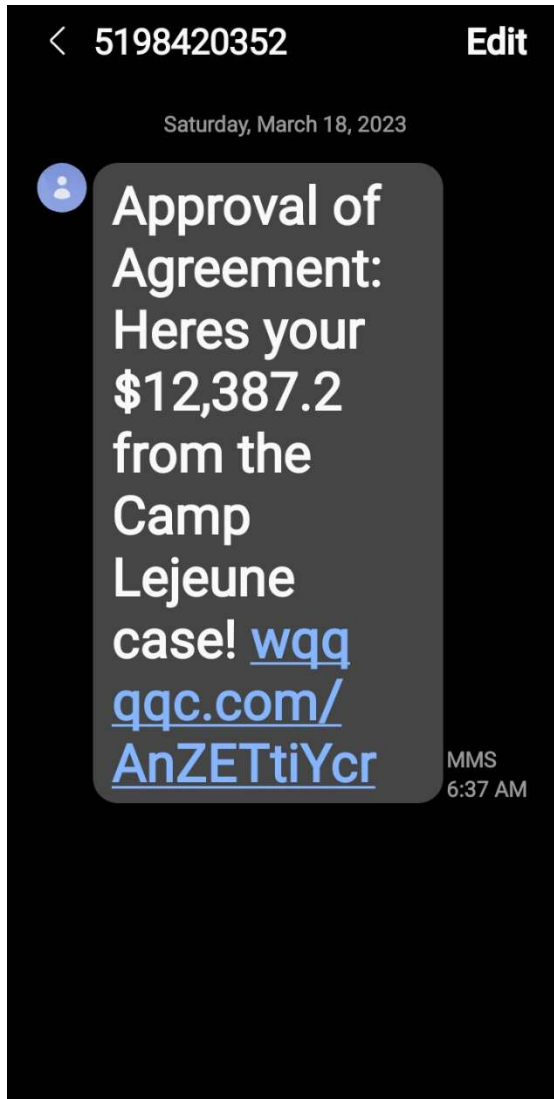 5198420352 Edit
Saturday, March 18, 2023
Approval of
Agreement:
Heres your
$12,387.2
from the
Camp
Lejeune
case! wqq
qqc.com/
AnZETtiYcr
MMS
6:37 AM